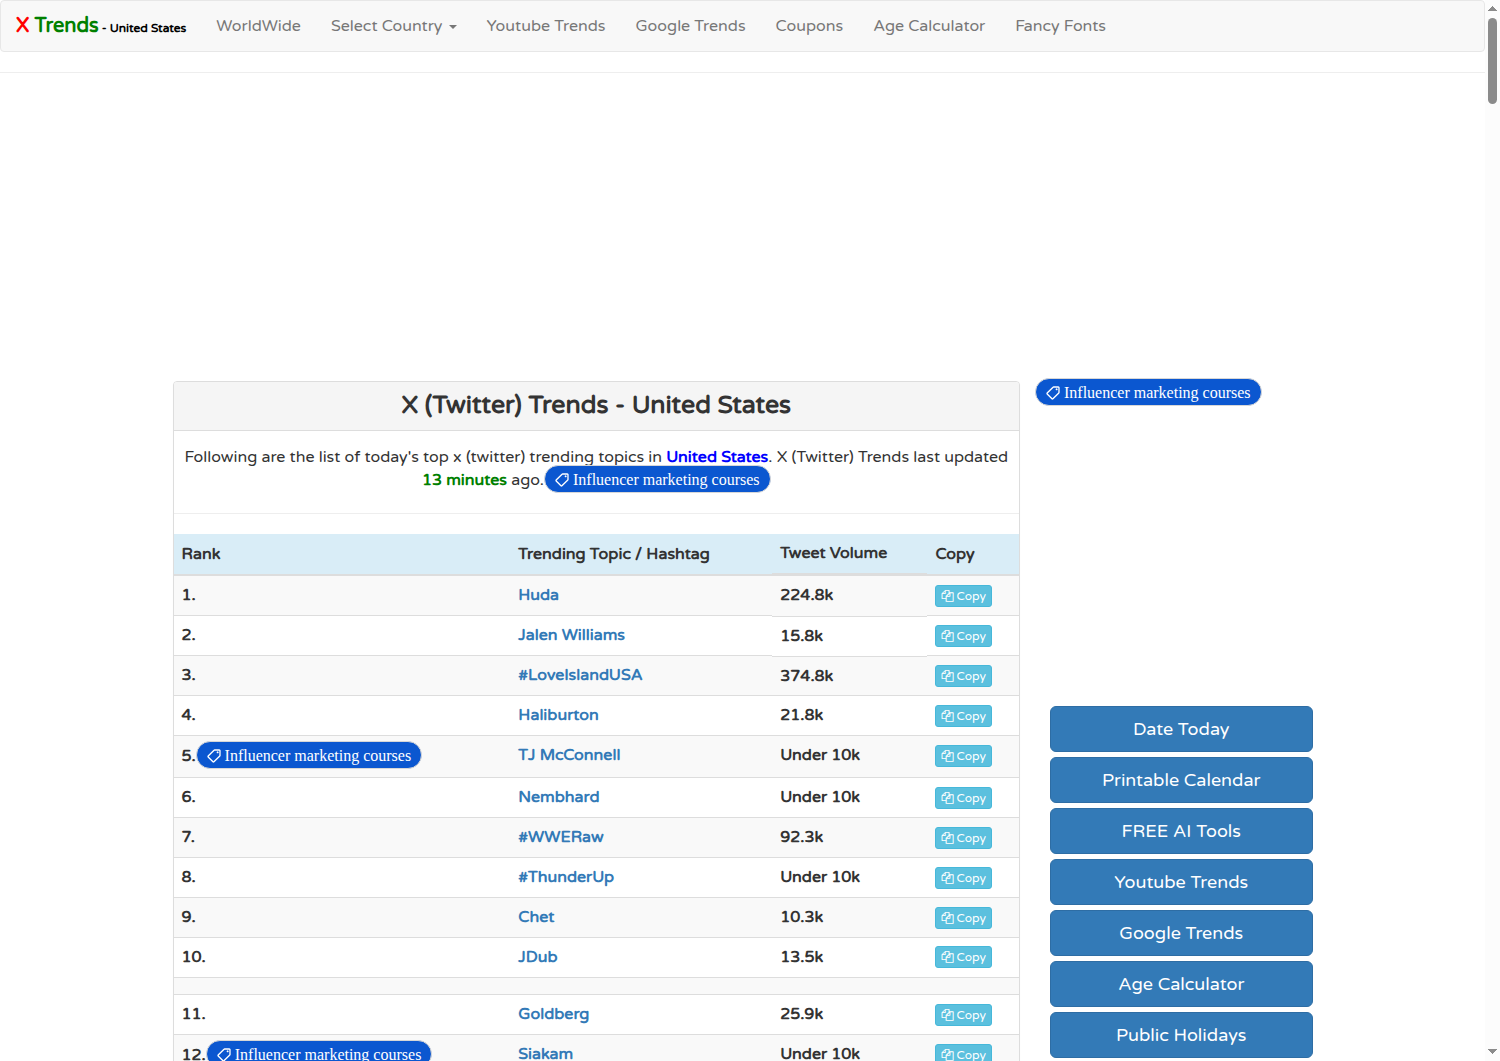 X Trends - United States WorldWide Select Country Youtube Trends Google Trends Coupons Age Calculator Fancy Fonts
X (Twitter) Trends - United States
Following are the list of today's top x (twitter) trending topics in United States. X (Twitter) Trends last updated
13 minutes ago. Influencer marketing courses
Rank Trending Topic / Hashtag Tweet Volume Copy
1. Huda 224.8k Copy
2. Jalen Williams 15.8k Copy
3. #LoveIslandUSA 374.8k Copy
4. Haliburton 21.8k Copy
5. Influencer marketing courses TJ McConnell Under 10k Copy
6. Nembhard Under 10k Copy
7. #WWERaw 92.3k Copy
8. #ThunderUp Under 10k Copy
9. Chet 10.3k Copy
10. JDub 13.5k Copy
11. Goldberg 25.9k Copy
12. Influencer marketing courses Siakam Under 10k Copy
Influencer marketing courses
Date Today
Printable Calendar
FREE AI Tools
Youtube Trends
Google Trends
Age Calculator
Public Holidays